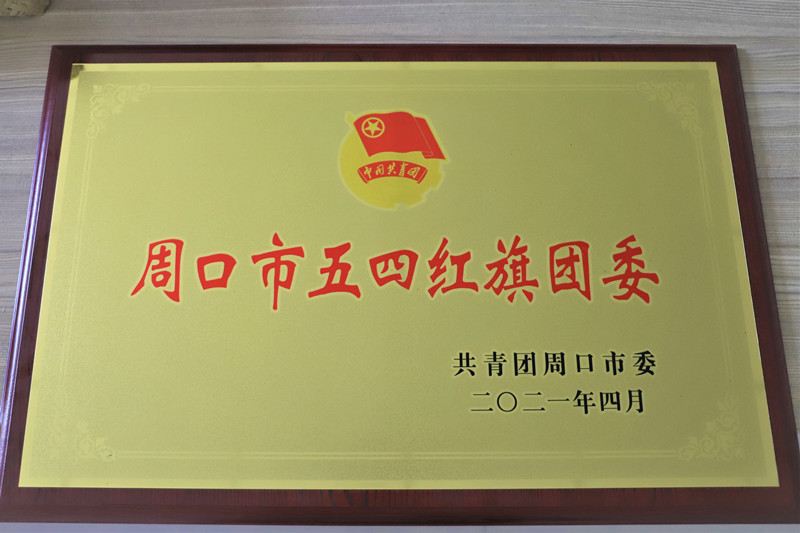 中国共青团
周口市五四红旗团委
共青团周口市委
二〇二一年四月